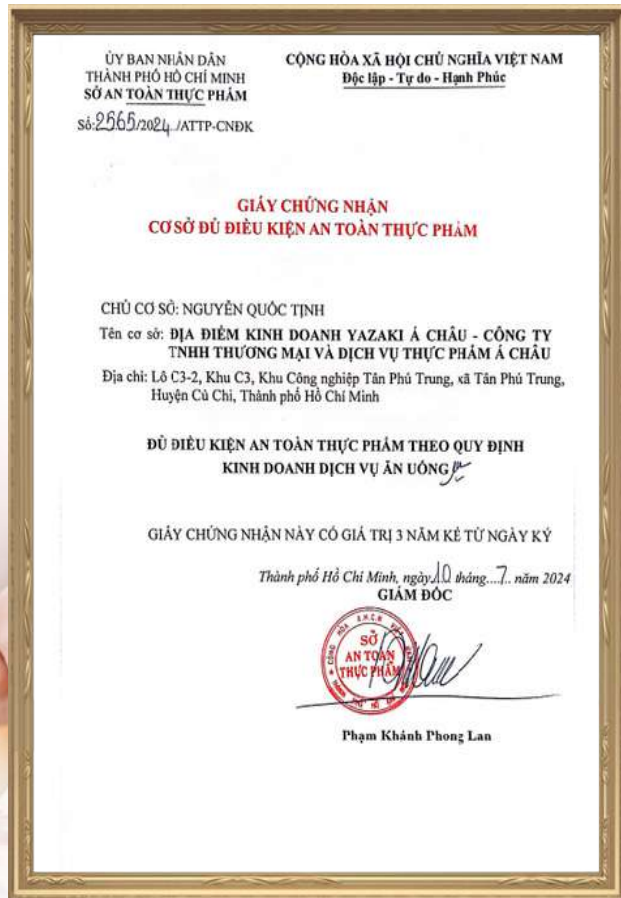 ỦY BAN NHÂN DÂN
THÀNH PHỐ HỒ CHÍ MINH
SỞ AN TOÀN THỰC PHẨM
Số:2565/2024/ATTP-CNĐK
CỘNG HÒA XÃ HỘI CHỦ NGHĨA VIỆT NAM
Độc lập - Tự do - Hạnh Phúc
GIẤY CHỨNG NHẬN
CƠ SỞ ĐỦ ĐIỀU KIỆN AN TOÀN THỰC PHẨM
CHỦ CƠ SỞ: NGUYỄN QUỐC TỊNH
Tên cơ sở: ĐỊA ĐIỂM KINH DOANH YAZAKI Á CHÂU - CÔNG TY
TNHH THƯƠNG MẠI VÀ DỊCH VỤ THỰC PHẨM Á CHÂU
Địa chỉ: Lô C3-2, Khu C3, Khu Công nghiệp Tân Phú Trung, xã Tân Phú Trung,
Huyện Củ Chi, Thành phố Hồ Chí Minh
ĐỦ ĐIỀU KIỆN AN TOÀN THỰC PHẨM THEO QUY ĐỊNH
KINH DOANH DỊCH VỤ ĂN UỐNG
GIẤY CHỨNG NHẬN NÀY CÓ GIÁ TRỊ 3 NĂM KỂ TỪ NGÀY KÝ
Thành phố Hồ Chí Minh, ngày 10 tháng....7.. năm 2024
GIÁM ĐỐC
SỞ
AN TOÀN
THỰC PHẨM
Phạm Khánh Phong Lan